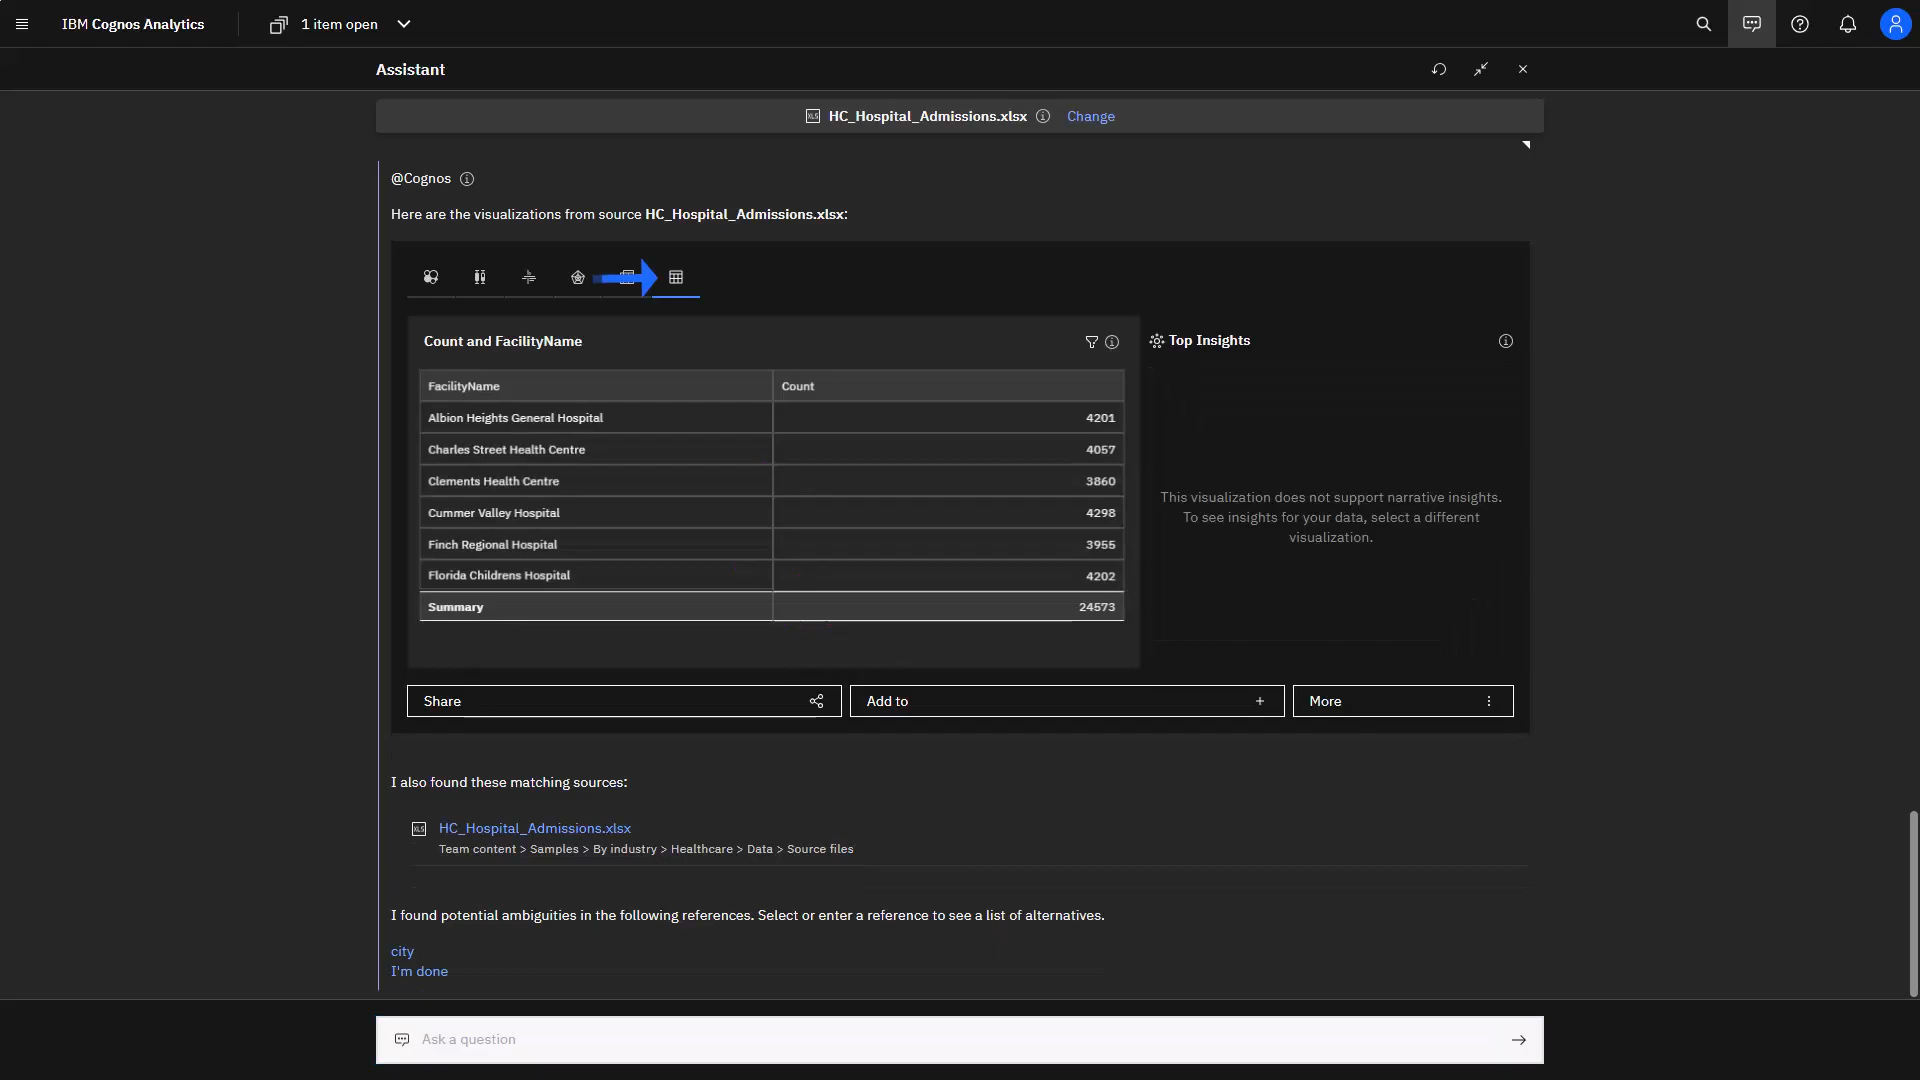 IBM Cognos Analytics
1 item open
Assistant
XLS HC_Hospital_Admissions.xlsx Change
@Cognos
Here are the visualizations from source HC_Hospital_Admissions.xlsx:
Count and FacilityName
FacilityName Count
Albion Heights General Hospital 4201
Charles Street Health Centre 4057
Clements Health Centre 3860
Cummer Valley Hospital 4298
Finch Regional Hospital 3955
Florida Childrens Hospital 4202
Summary 24573
Top Insights
This visualization does not support narrative insights.
To see insights for your data, select a different
visualization.
Share
Add to
More
I also found these matching sources:
XLS HC_Hospital_Admissions.xlsx
Team content > Samples > By industry > Healthcare > Data > Source files
I found potential ambiguities in the following references. Select or enter a reference to see a list of alternatives.
city
I'm done
Ask a question